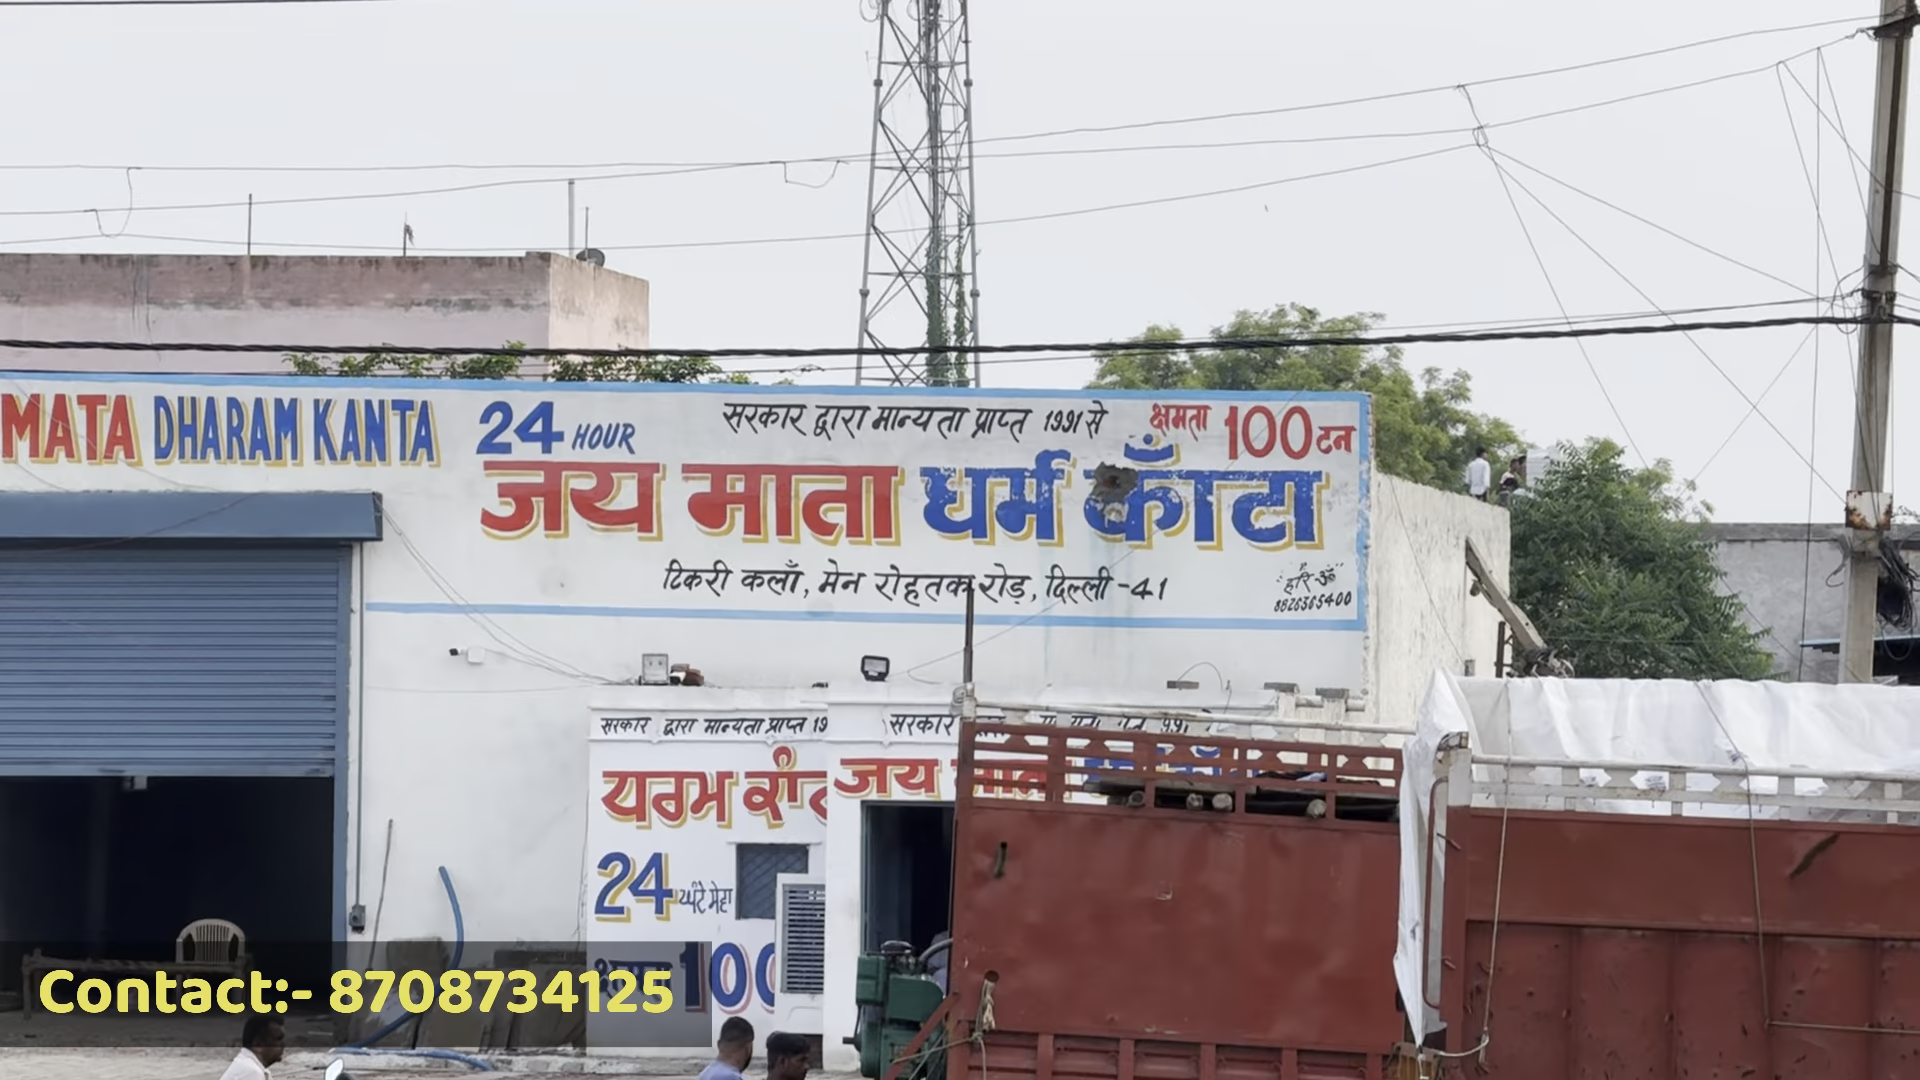 MATA DHARAM KANTA
24 HOUR
सरकार द्वारा मान्यता प्राप्त 1991 से
क्षमता 100 टन
जय माता धर्म काँटा
टिकरी कलाँ, मेन रोहतक रोड़, दिल्ली-41
"हरि ॐ"
8826365400
सरकार द्वारा मान्यता प्राप्त 19
सरकार
जय माता
24 घंटे सेवा
क्षमता 100
Contact:- 8708734125